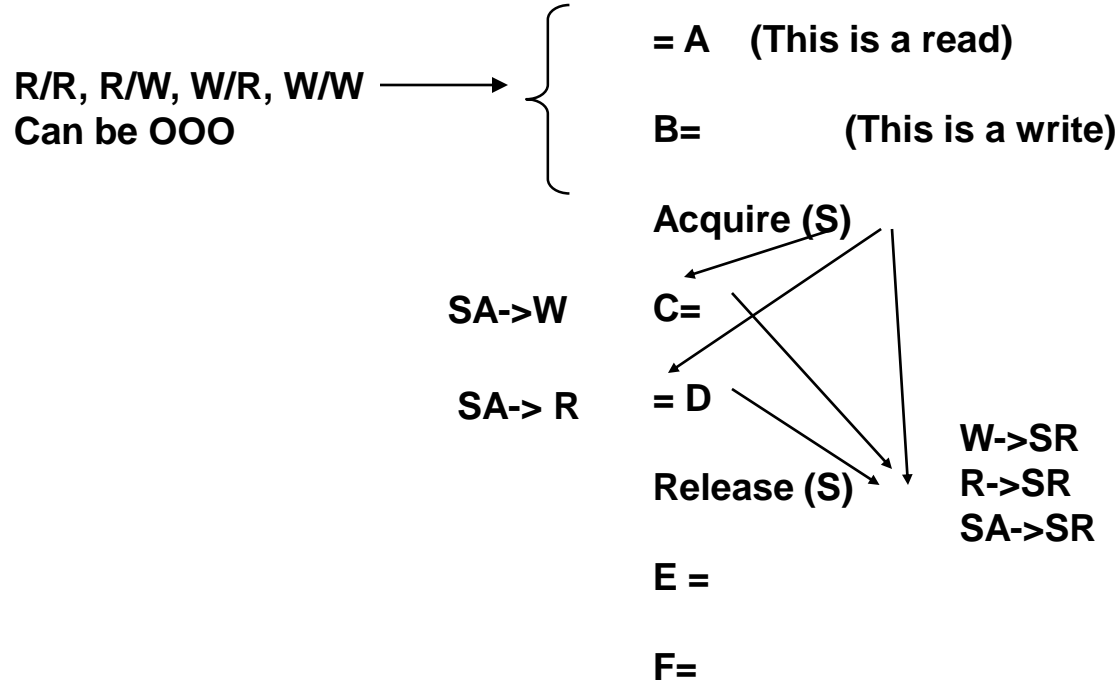 = A (This is a read)
R/R, R/W, W/R, W/W
Can be OOO
B= (This is a write)
Acquire (S)
SA->W C=
SA-> R = D
W->SR
Release (S) R->SR
SA->SR
E =
F=